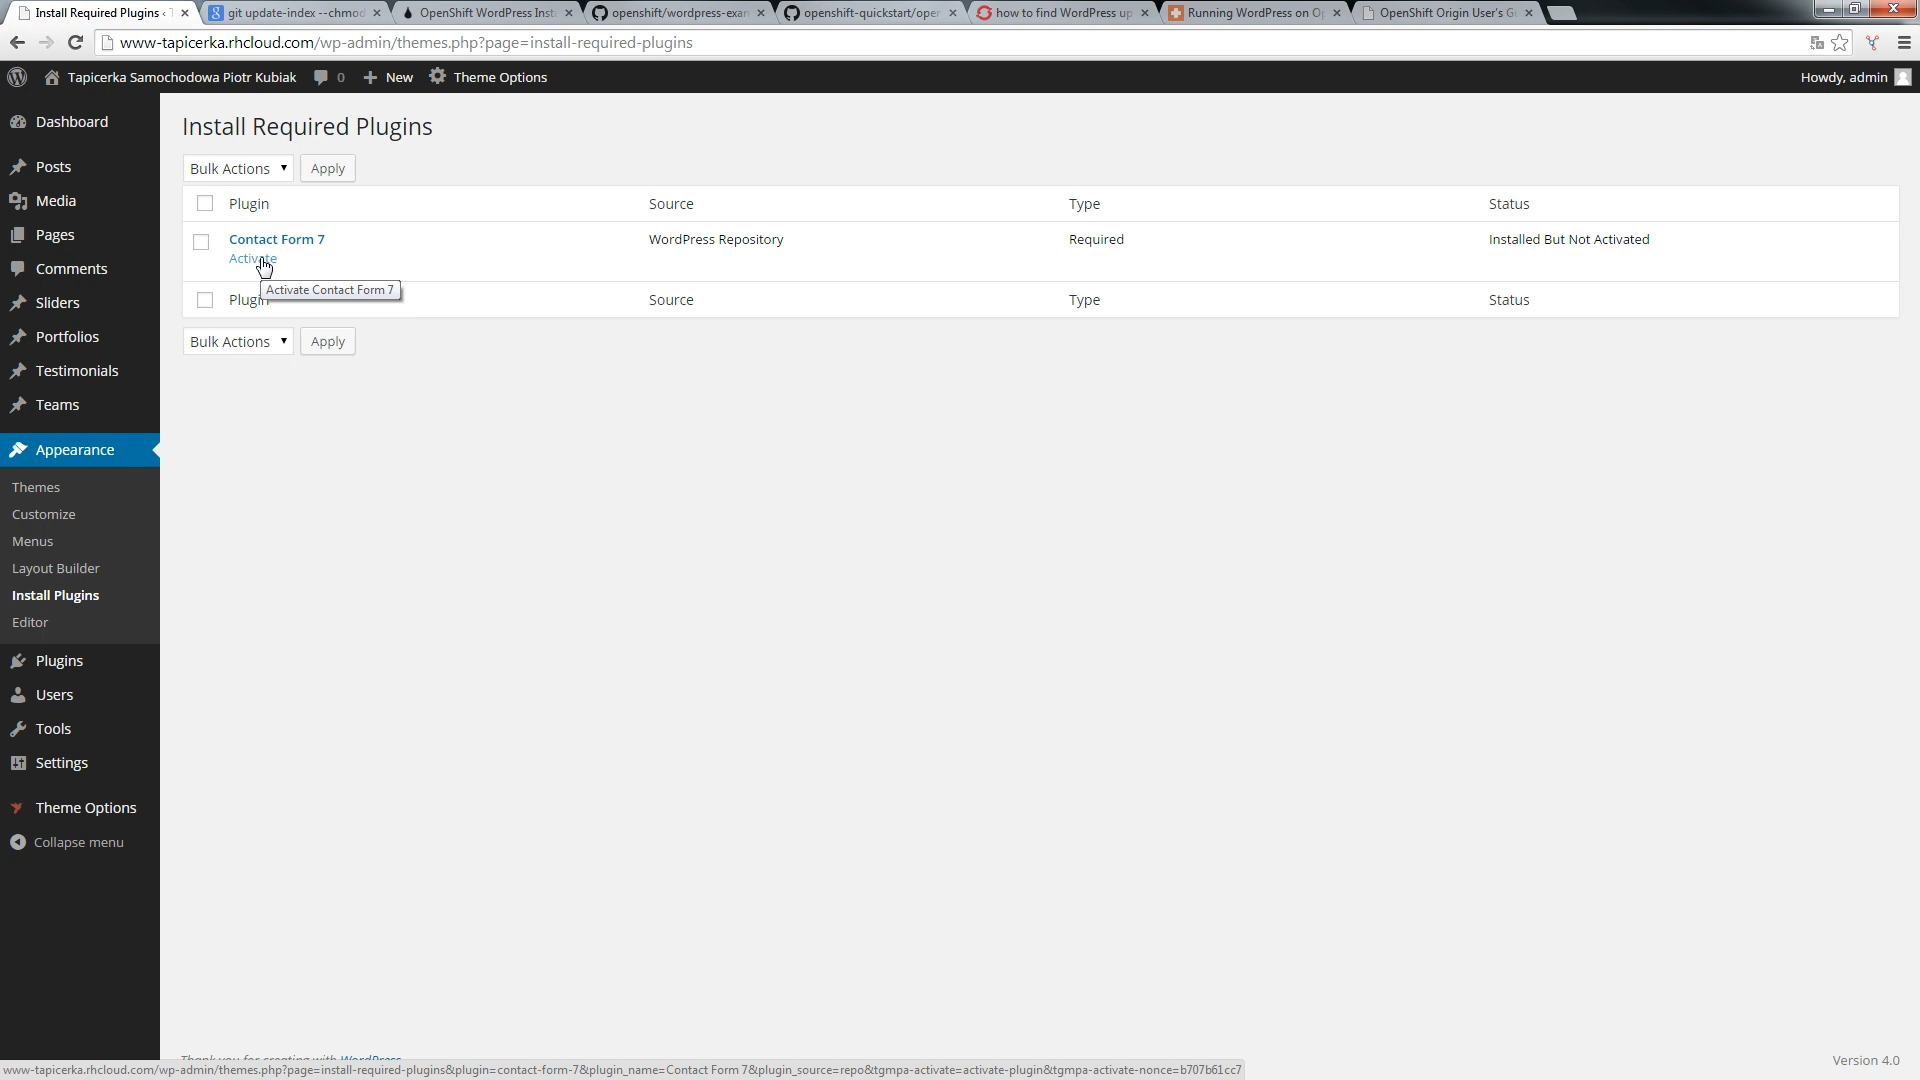 Install Required Plugins ‹ T
git update-index --chmod
OpenShift WordPress Inst
openshift/wordpress-exam
openshift-quickstart/open
how to find WordPress up
Running WordPress on Op
OpenShift Origin User's Gu
www-tapicerka.rhcloud.com/wp-admin/themes.php?page=install-required-plugins
Tapicerka Samochodowa Piotr Kubiak
0
New
Theme Options
Howdy, admin
Dashboard
Posts
Media
Pages
Comments
Sliders
Portfolios
Testimonials
Teams
Appearance
Themes
Customize
Menus
Layout Builder
Install Plugins
Editor
Plugins
Users
Tools
Settings
Theme Options
Collapse menu
Install Required Plugins
Bulk Actions Apply
Plugin Source Type Status
Contact Form 7 WordPress Repository Required Installed But Not Activated
Activate
Activate Contact Form 7
Plugin Source Type Status
Bulk Actions Apply
Thank you for creating with WordPress
Version 4.0
www-tapicerka.rhcloud.com/wp-admin/themes.php?page=install-required-plugins&plugin=contact-form-7&plugin_name=Contact Form 7&plugin_source=repo&tgmpa-activate=activate-plugin&tgmpa-activate-nonce=b707b61cc7